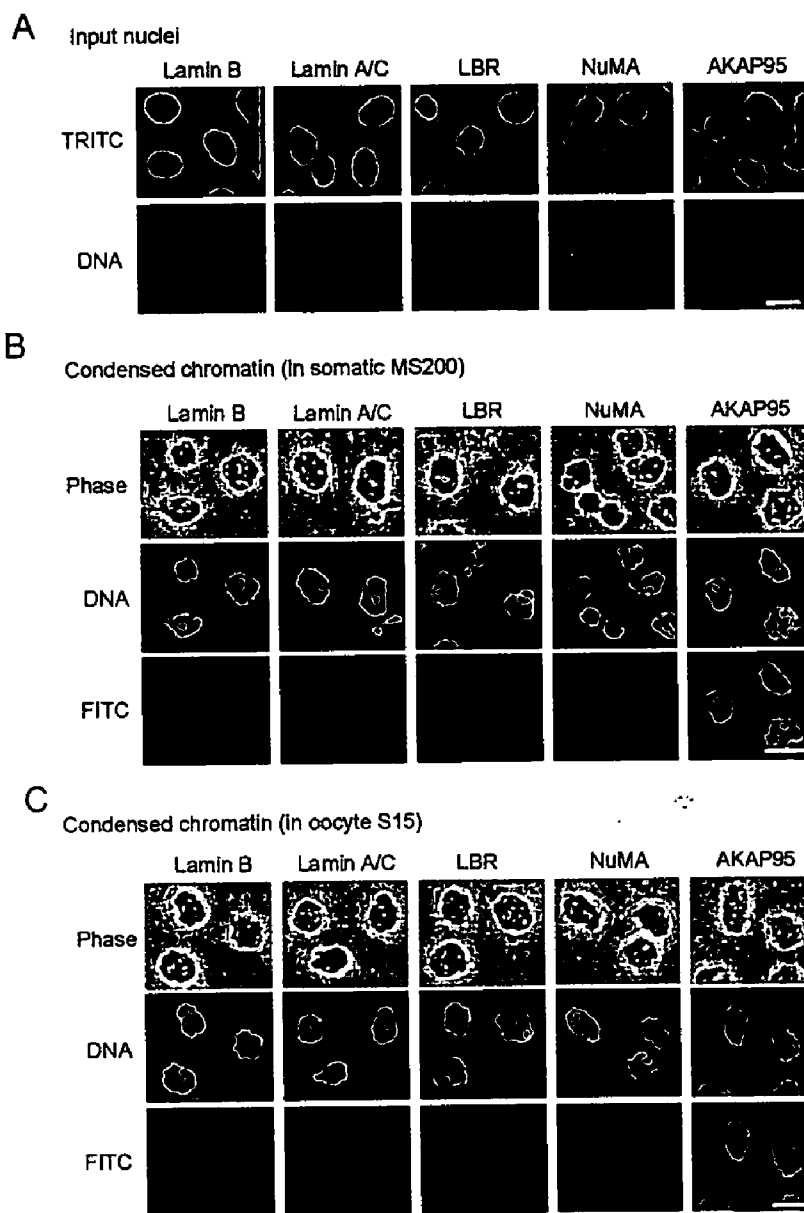 A
Input nuclei
Lamin B Lamin A/C LBR NuMA AKAP95
TRITC
DNA
B
Condensed chromatin (in somatic MS200)
Lamin B Lamin A/C LBR NuMA AKAP95
Phase
DNA
FITC
C
Condensed chromatin (in oocyte S15)
Lamin B Lamin A/C LBR NuMA AKAP95
Phase
DNA
FITC